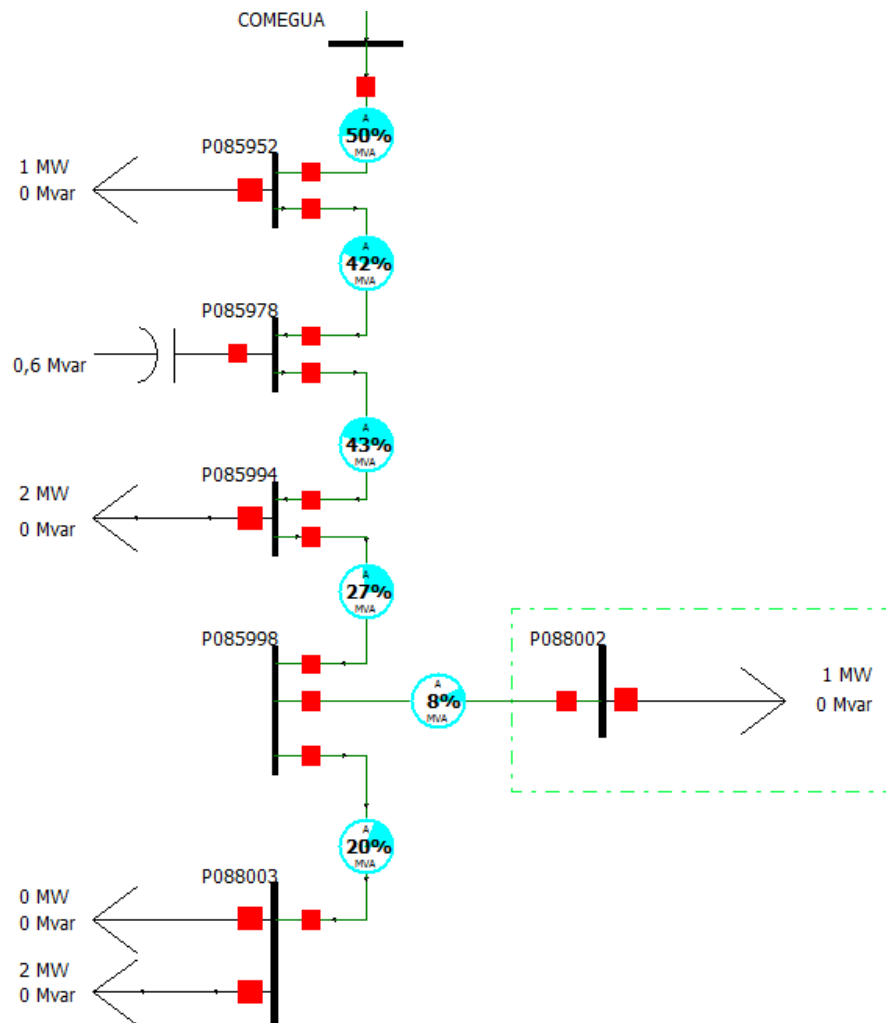 COMEGUA
A
50%
MVA
P085952
1 MW
0 Mvar
A
42%
MVA
P085978
0,6 Mvar
A
43%
MVA
P085994
2 MW
0 Mvar
A
27%
MVA
P085998
P088002
A
8%
MVA
1 MW
0 Mvar
A
20%
MVA
P088003
0 MW
0 Mvar
2 MW
0 Mvar